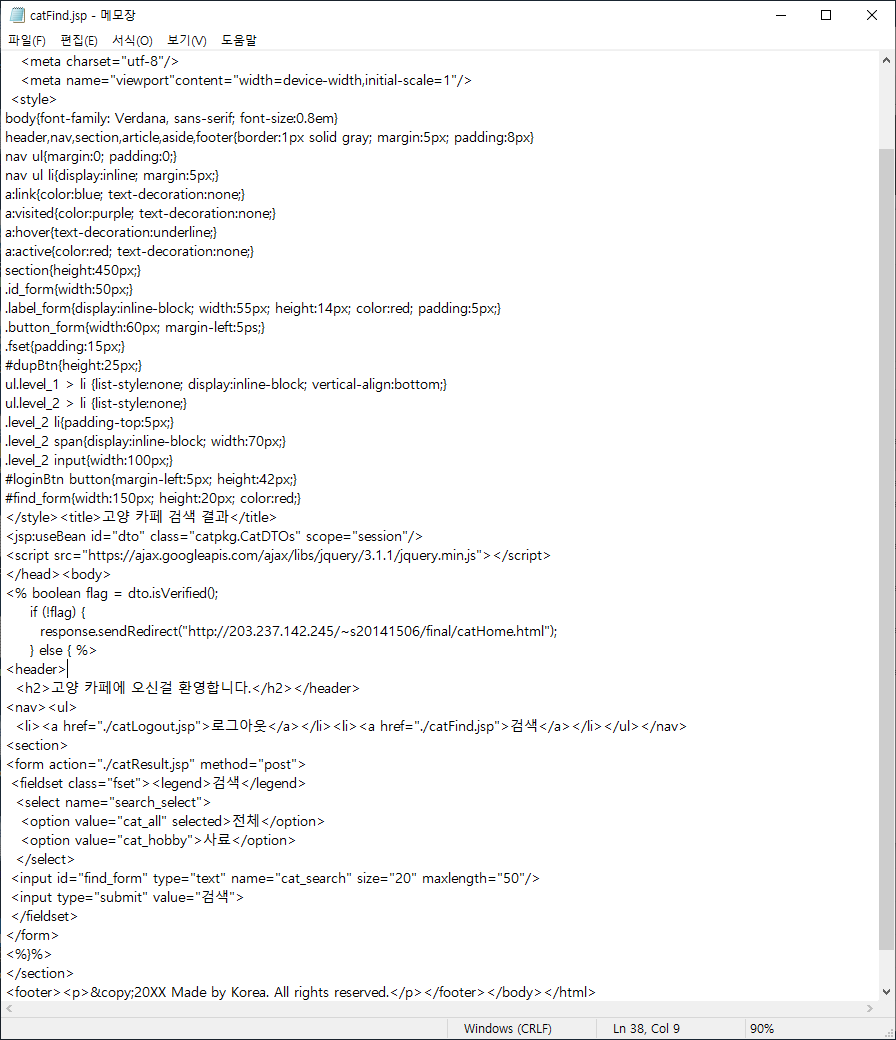 catFind.jsp - 메모장
파일(F) 편집(E) 서식(O) 보기(V) 도움말
<meta charset="utf-8"/>
<meta name="viewport"content="width=device-width,initial-scale=1"/>
<style>
body{font-family: Verdana, sans-serif; font-size:0.8em}
header,nav,section,article,aside,footer{border:1px solid gray; margin:5px; padding:8px}
nav ul{margin:0; padding:0;}
nav ul li{display:inline; margin:5px;}
a:link{color:blue; text-decoration:none;}
a:visited{color:purple; text-decoration:none;}
a:hover{text-decoration:underline;}
a:active{color:red; text-decoration:none;}
section{height:450px;}
.id_form{width:50px;}
.label_form{display:inline-block; width:55px; height:14px; color:red; padding:5px;}
.button_form{width:60px; margin-left:5ps;}
.fset{padding:15px;}
#dupBtn{height:25px;}
ul.level_1 > li {list-style:none; display:inline-block; vertical-align:bottom;}
ul.level_2 > li {list-style:none;}
.level_2 li{padding-top:5px;}
.level_2 span{display:inline-block; width:70px;}
.level_2 input{width:100px;}
#loginBtn button{margin-left:5px; height:42px;}
#find_form{width:150px; height:20px; color:red;}
</style><title>고양 카페 검색 결과</title>
<jsp:useBean id="dto" class="catpkg.CatDTOs" scope="session"/>
<script src="https://ajax.googleapis.com/ajax/libs/jquery/3.1.1/jquery.min.js"></script>
</head><body>
<% boolean flag = dto.isVerified();
if (!flag) {
response.sendRedirect("http://203.237.142.245/~s20141506/final/catHome.html");
} else { %>
<header>
<h2>고양 카페에 오신걸 환영합니다.</h2></header>
<nav><ul>
<li><a href="./catLogout.jsp">로그아웃</a></li><li><a href="./catFind.jsp">검색</a></li></ul></nav>
<section>
<form action="./catResult.jsp" method="post">
<fieldset class="fset"><legend>검색</legend>
<select name="search_select">
<option value="cat_all" selected>전체</option>
<option value="cat_hobby">사료</option>
</select>
<input id="find_form" type="text" name="cat_search" size="20" maxlength="50"/>
<input type="submit" value="검색">
</fieldset>
</form>
<%}%>
</section>
<footer><p>&copy;20XX Made by Korea. All rights reserved.</p></footer></body></html>
Windows (CRLF) Ln 38, Col 9 90%